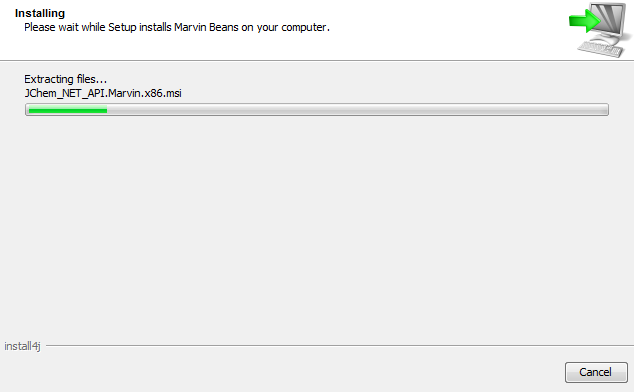 Installing
Please wait while Setup installs Marvin Beans on your computer.
Extracting files...
JChem_NET_API.Marvin.x86.msi
install4j
Cancel